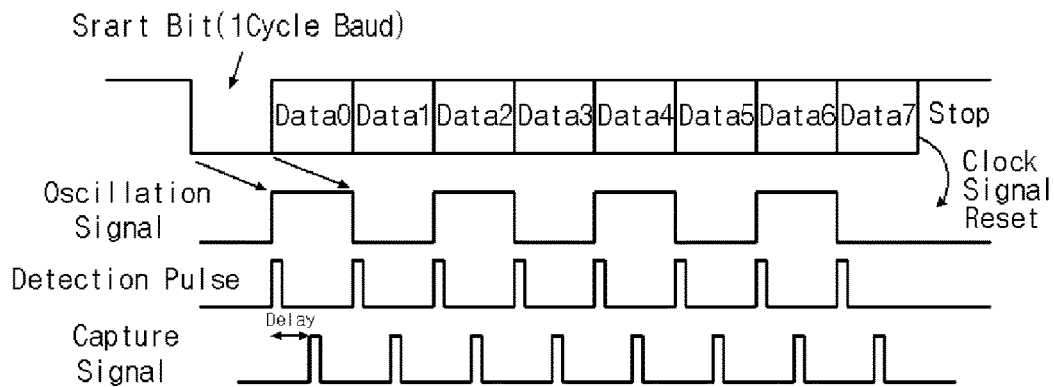 Srart Bit(1Cycle Baud)
Data0 Data1 Data2 Data3 Data4 Data5 Data6 Data7 Stop
Clock
Signal
Reset
Oscillation
Signal
Detection Pulse
Delay
Capture
Signal